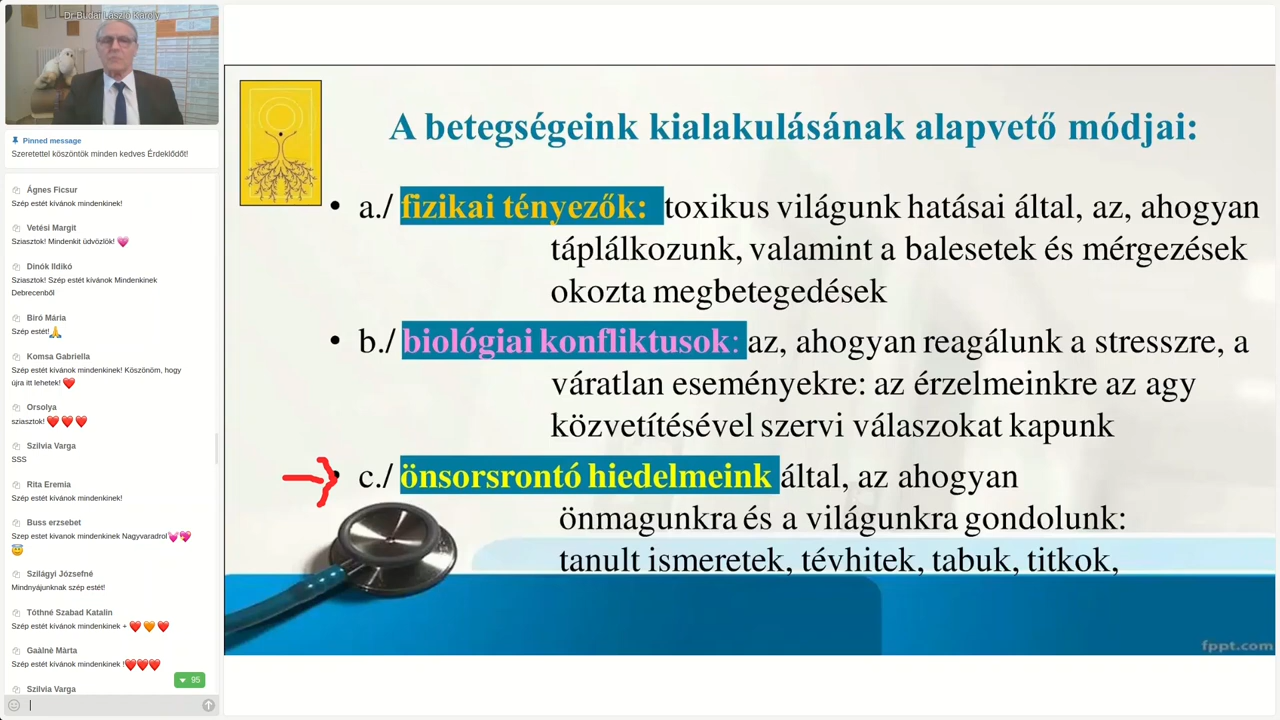 Dr Budai László Károly
Pinned message
Szeretettel köszöntök minden kedves Érdeklődőt!
Ágnes Ficsur
Szép estét kívánok mindenkinek!
Vetési Margit
Sziasztok! Mindenkit üdvözlök! 💗
Dinók Ildikó
Sziasztok! Szép estét kívánok Mindenkinek
Debrecenből
Biró Mária
Szép estét!🙏
Komsa Gabriella
Szép estét kívánok mindenkinek! Köszönöm, hogy
újra itt lehetek! ❤️
Orsolya
sziasztok! ❤️ ❤️ ❤️
Szilvia Varga
SSS
Rita Eremia
Szép estét kívánok mindenkinek!
Buss erzsebet
Szep estet kivanok mindenkinek Nagyvaradrol💓💖
😇
Szilágyi Józsefné
Mindnyájunknak szép estét!
Tóthné Szabad Katalin
Szép estét kívánok mindenkinek + ❤️ 🧡 ❤️
Gaàlnè Màrta
Szép estét kívánok mindenkinek !❤️❤️❤️
Szilvia Varga
95
A betegségeink kialakulásának alapvető módjai:
• a./ fizikai tényezők: toxikus világunk hatásai által, az, ahogyan
táplálkozunk, valamint a balesetek és mérgezések
okozta megbetegedések
• b./ biológiai konfliktusok: az, ahogyan reagálunk a stresszre, a
váratlan eseményekre: az érzelmeinkre az agy
közvetítésével szervi válaszokat kapunk
• c./ önsorsrontó hiedelmeink által, az ahogyan
önmagunkra és a világunkra gondolunk:
tanult ismeretek, tévhitek, tabuk, titkok,
fppt.com